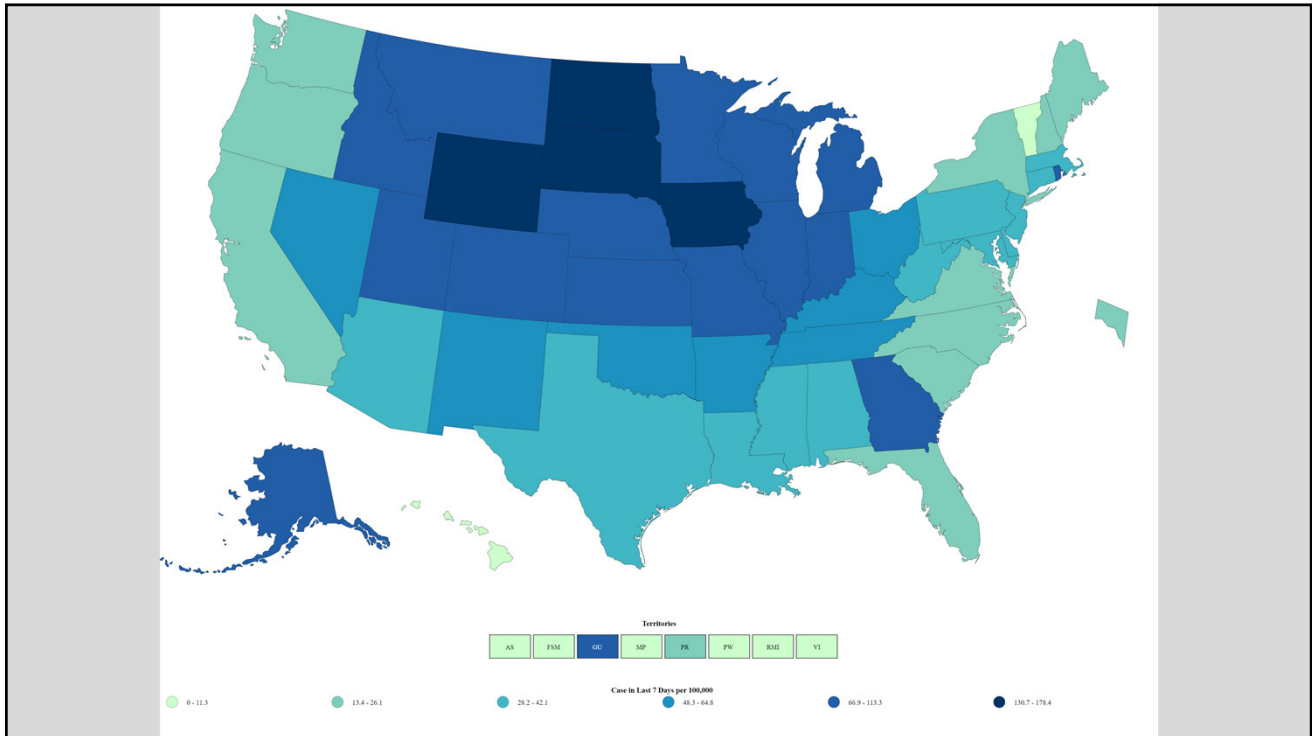 Territories
AS FSM GU MP PR PW RMI VI
Case in Last 7 Days per 100,000
0 - 11.3 13.4 - 26.1 28.2 - 42.1 48.3 - 64.8 66.9 - 113.3 130.7 - 178.4